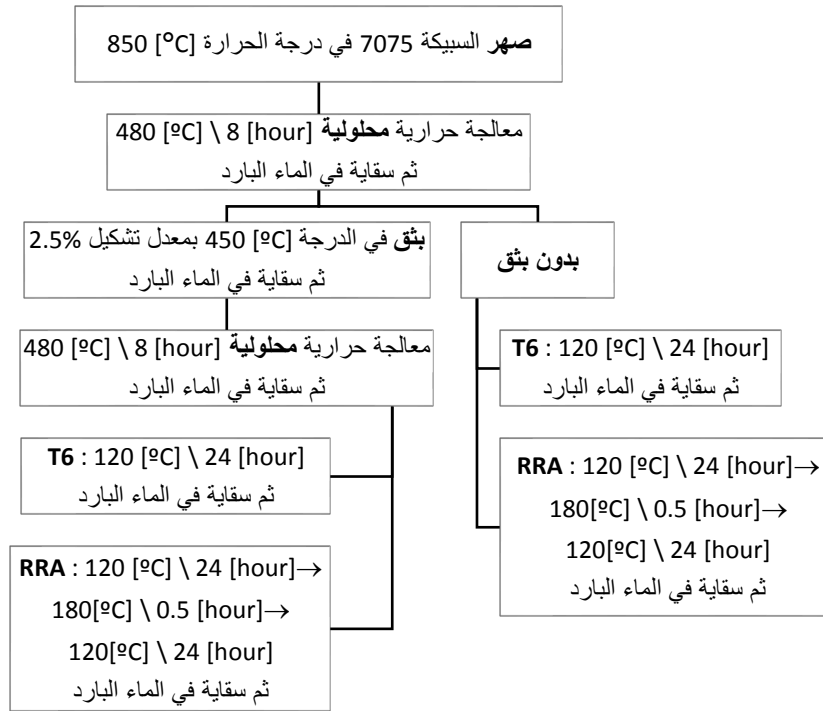 صهر السبيكة 7075 في درجة الحرارة 850 [°C]
معالجة حرارية محلولية 480 [ºC] \ 8 [hour]
ثم سقاية في الماء البارد
بثق في الدرجة 450 [ºC] بمعدل تشكيل 2.5%
ثم سقاية في الماء البارد
بدون بثق
معالجة حرارية محلولية 480 [ºC] \ 8 [hour]
ثم سقاية في الماء البارد
T6 : 120 [ºC] \ 24 [hour]
ثم سقاية في الماء البارد
T6 : 120 [ºC] \ 24 [hour]
ثم سقاية في الماء البارد
RRA : 120 [ºC] \ 24 [hour]→
180[ºC] \ 0.5 [hour]→
120[ºC] \ 24 [hour]
ثم سقاية في الماء البارد
RRA : 120 [ºC] \ 24 [hour]→
180[ºC] \ 0.5 [hour]→
120[ºC] \ 24 [hour]
ثم سقاية في الماء البارد